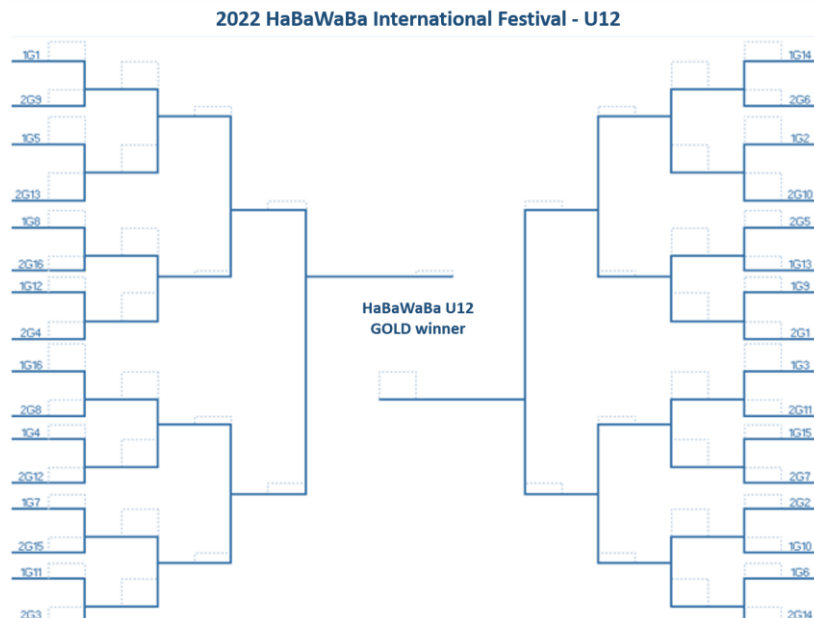 2022 HaBaWaBa International Festival - U12
1G1
2G9
1G5
2G13
1G8
2G16
1G12
2G4
1G16
2G8
1G4
2G12
1G7
2G15
1G11
2G3
HaBaWaBa U12
GOLD winner
1G14
2G6
1G2
2G10
2G5
1G13
1G9
2G1
1G3
2G11
1G15
2G7
2G2
1G10
1G6
2G14